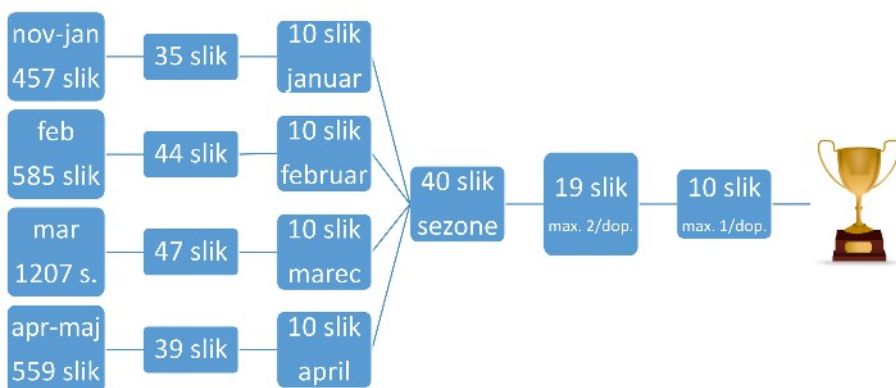 nov-jan
457 slik
35 slik
10 slik
januar
feb
585 slik
44 slik
10 slik
februar
mar
1207 s.
47 slik
10 slik
marec
apr-maj
559 slik
39 slik
10 slik
april
40 slik
sezone
19 slik
max. 2/dop.
10 slik
max. 1/dop.